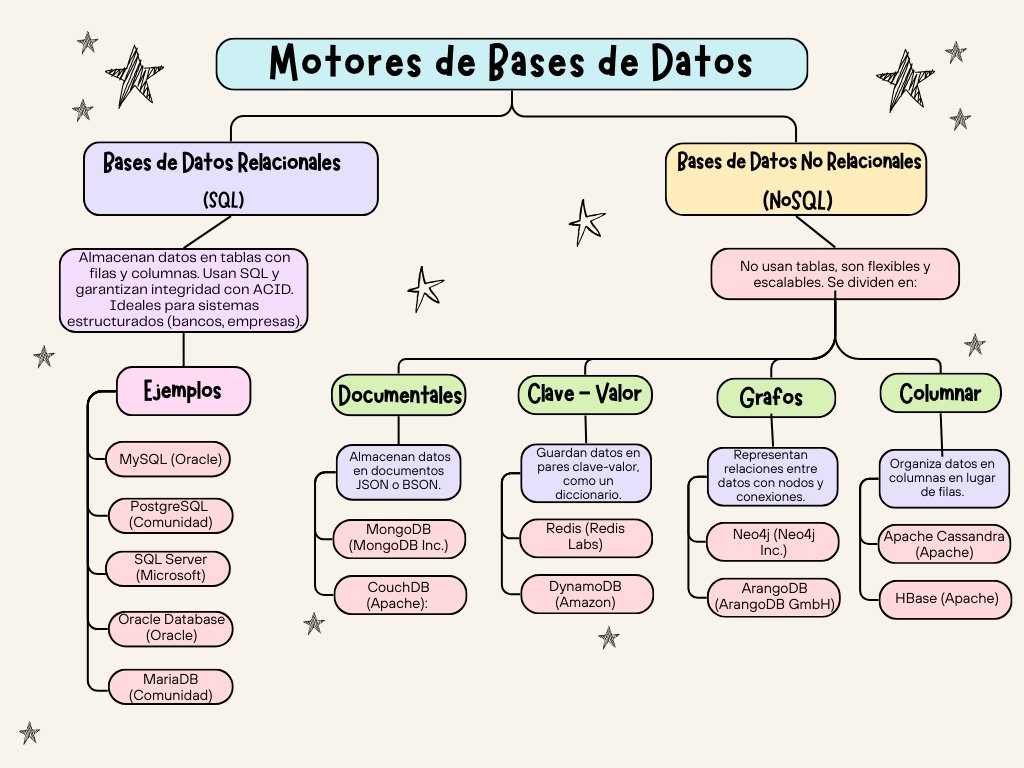 Motores de Bases de Datos
Bases de Datos Relacionales
(SQL)
Almacenan datos en tablas con
filas y columnas. Usan SQL y
garantizan integridad con ACID.
Ideales para sistemas
estructurados (bancos, empresas).
Ejemplos
MySQL (Oracle)
PostgreSQL
(Comunidad)
SQL Server
(Microsoft)
Oracle Database
(Oracle)
MariaDB
(Comunidad)
Bases de Datos No Relacionales
(NoSQL)
No usan tablas, son flexibles y
escalables. Se dividen en:
Documentales
Almacenan datos
en documentos
JSON o BSON.
MongoDB
(MongoDB Inc.)
CouchDB
(Apache):
Clave - Valor
Guardan datos en
pares clave-valor,
como un
diccionario.
Redis (Redis
Labs)
DynamoDB
(Amazon)
Grafos
Representan
relaciones entre
datos con nodos y
conexiones.
Neo4j (Neo4j
Inc.)
ArangoDB
(ArangoDB GmbH)
Columnar
Organiza datos en
columnas en lugar
de filas.
Apache Cassandra
(Apache)
HBase (Apache)